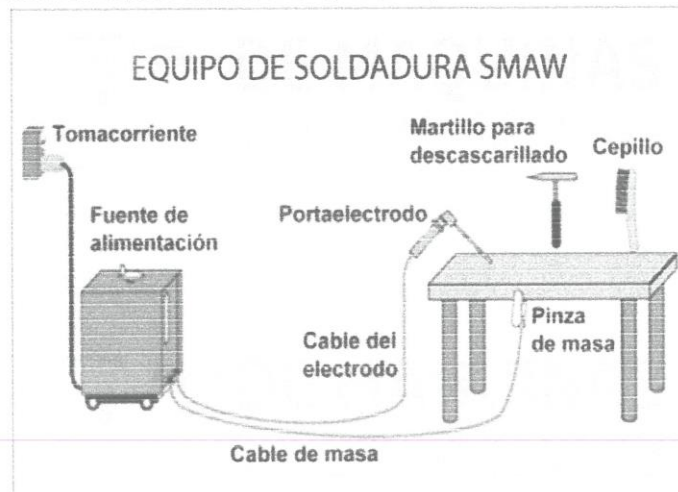 EQUIPO DE SOLDADURA SMAW
Tomacorriente
Martillo para
descascarillado
Cepillo
Fuente de
alimentación
Portaelectrodo
Cable del
electrodo
Pinza
de masa
Cable de masa